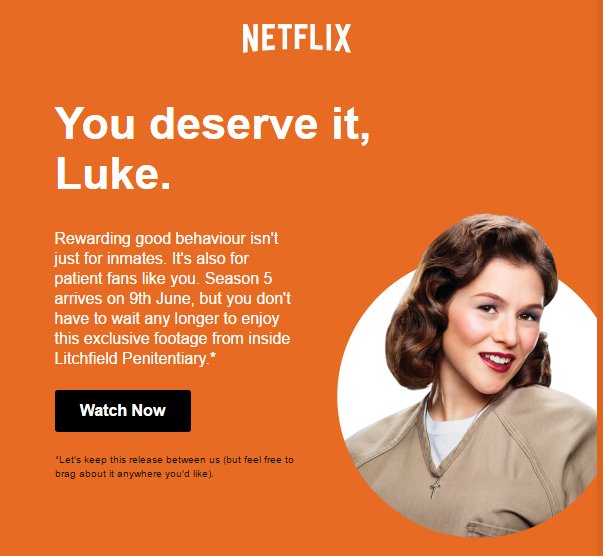 NETFLIX
You deserve it,
Luke.
Rewarding good behaviour isn't
just for inmates. It's also for
patient fans like you. Season 5
arrives on 9th June, but you don't
have to wait any longer to enjoy
this exclusive footage from inside
Litchfield Penitentiary.*
Watch Now
*Let's keep this release between us (but feel free to
brag about it anywhere you'd like).